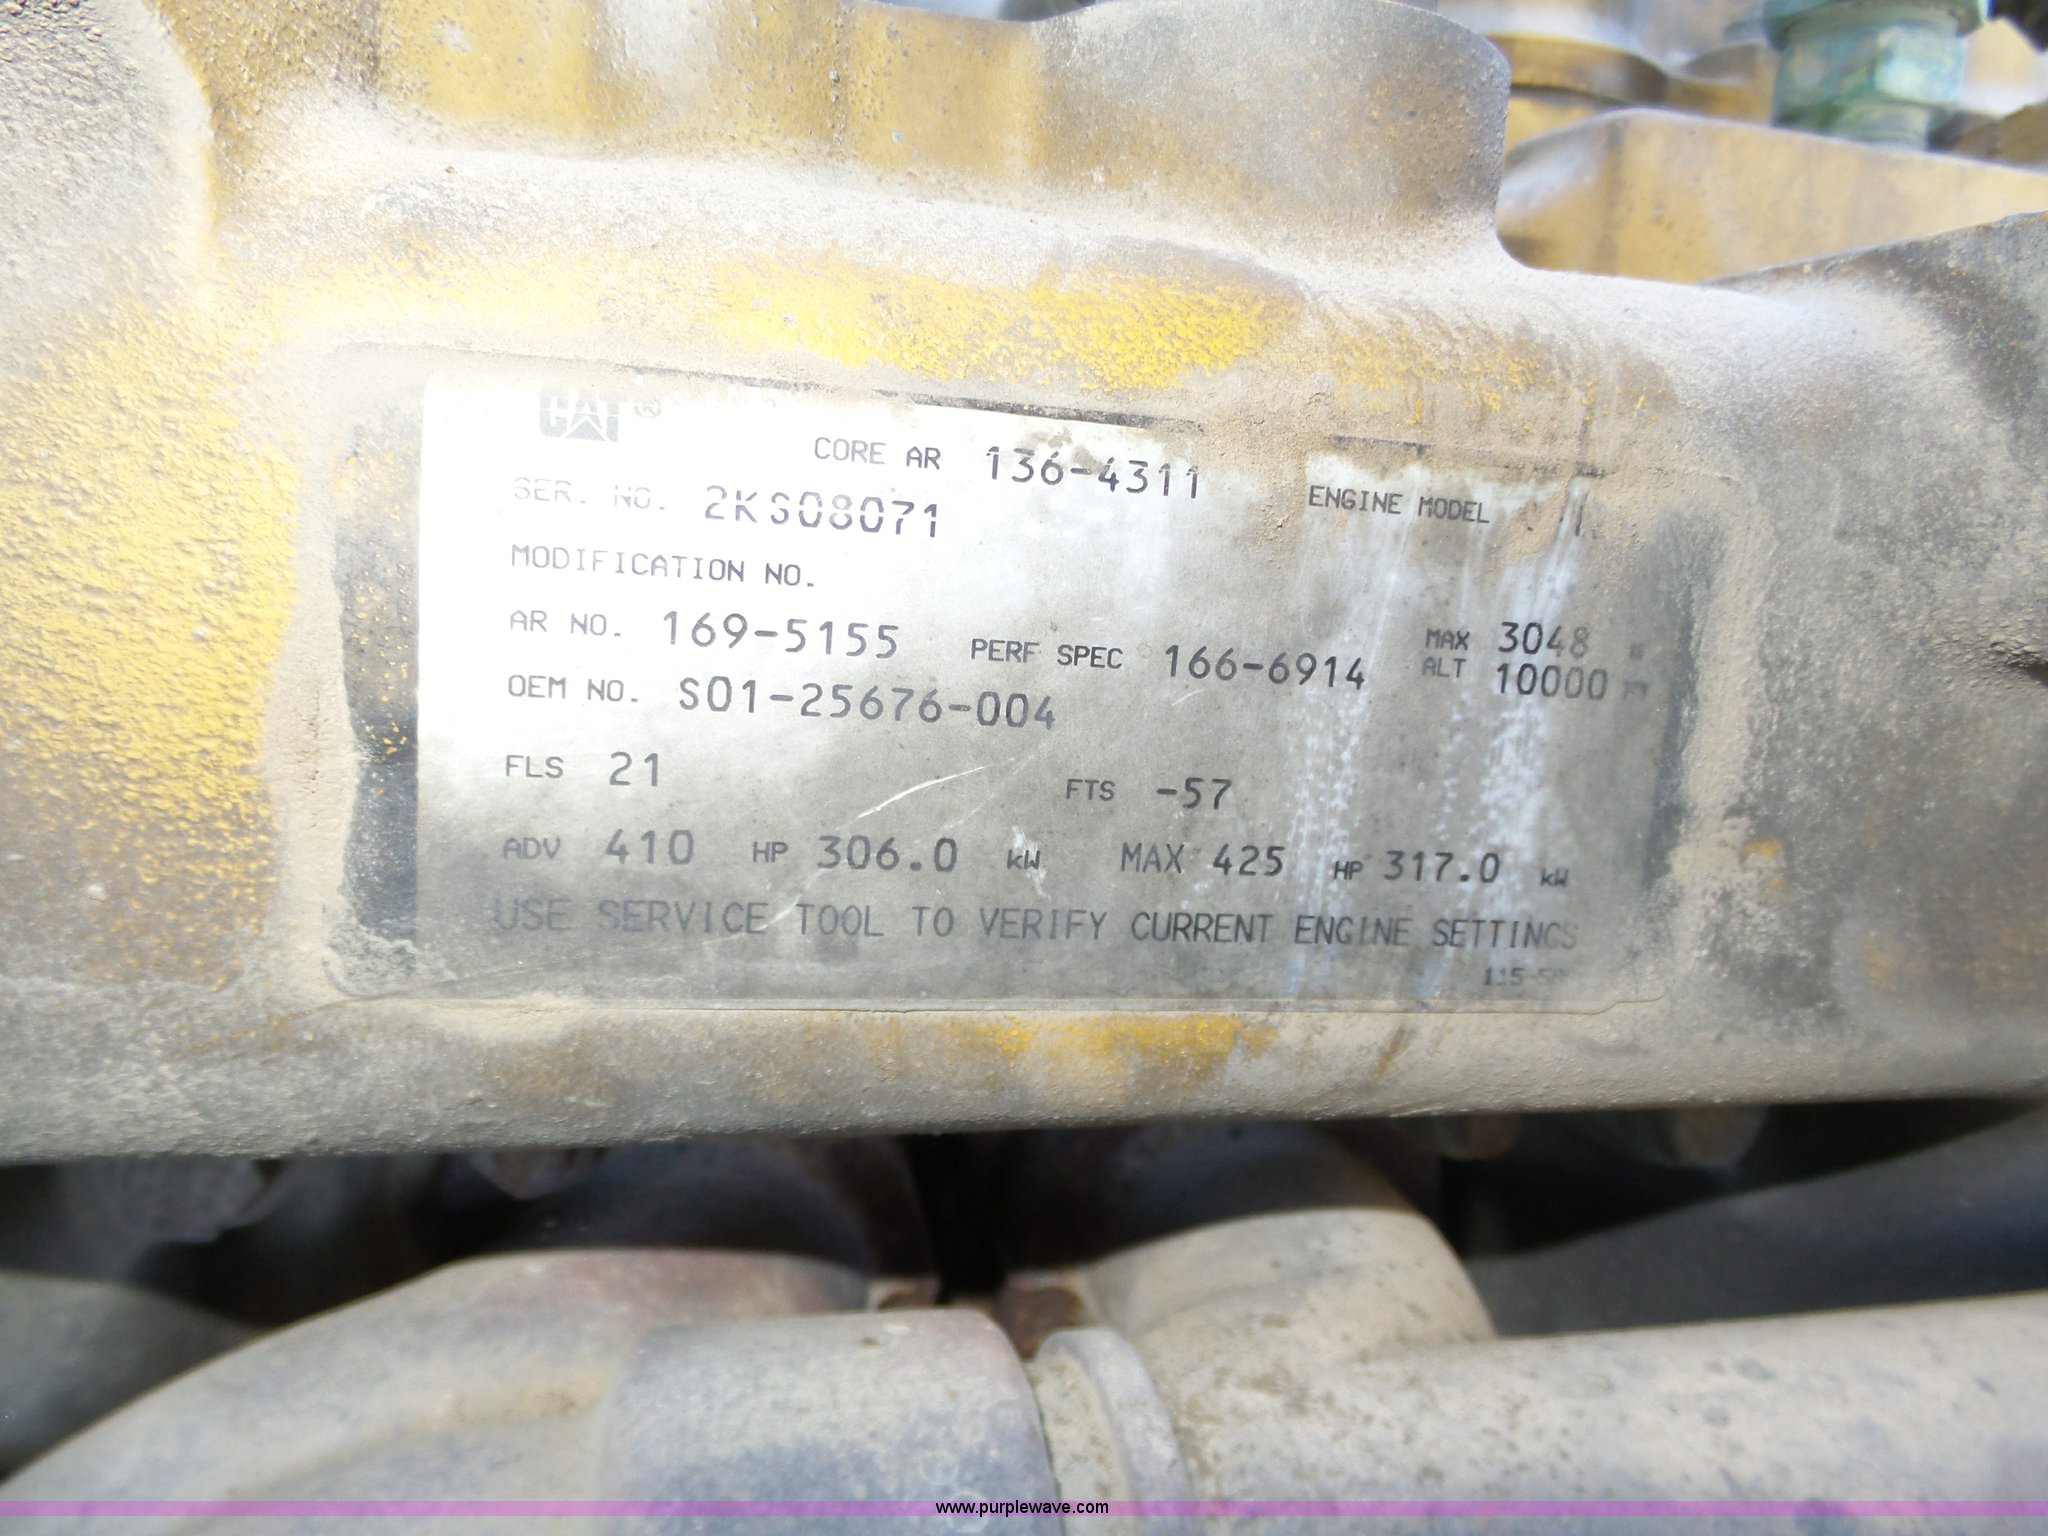 CAT ®
CORE AR 136-4311
SER. NO. 2KS08071 ENGINE MODEL
MODIFICATION NO.
AR NO. 169-5155 PERF SPEC 166-6914 MAX ALT 3048 10000
OEM NO. S01-25676-004
FLS 21 FTS -57
ADV 410 HP 306.0 kW MAX 425 HP 317.0 kW
USE SERVICE TOOL TO VERIFY CURRENT ENGINE SETTINGS
www.purplewave.com